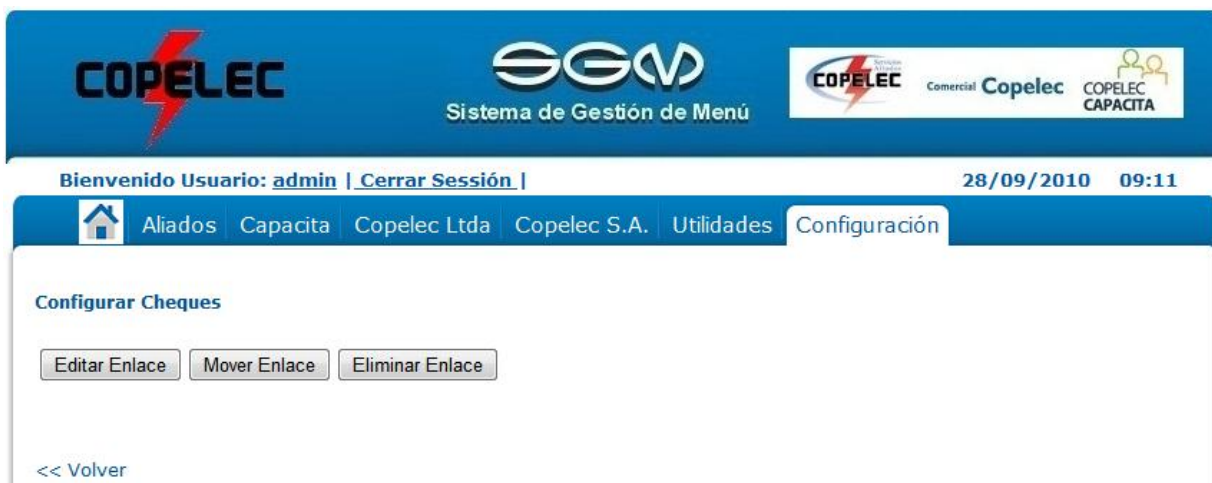 COPELEC
SGM
Sistema de Gestión de Menú
COPELEC
Comercial Copelec
COPELEC
CAPACITA
Bienvenido Usuario: admin | Cerrar Sessión |
28/09/2010 09:11
Aliados Capacita Copelec Ltda Copelec S.A. Utilidades Configuración
Configurar Cheques
Editar Enlace Mover Enlace Eliminar Enlace
<< Volver